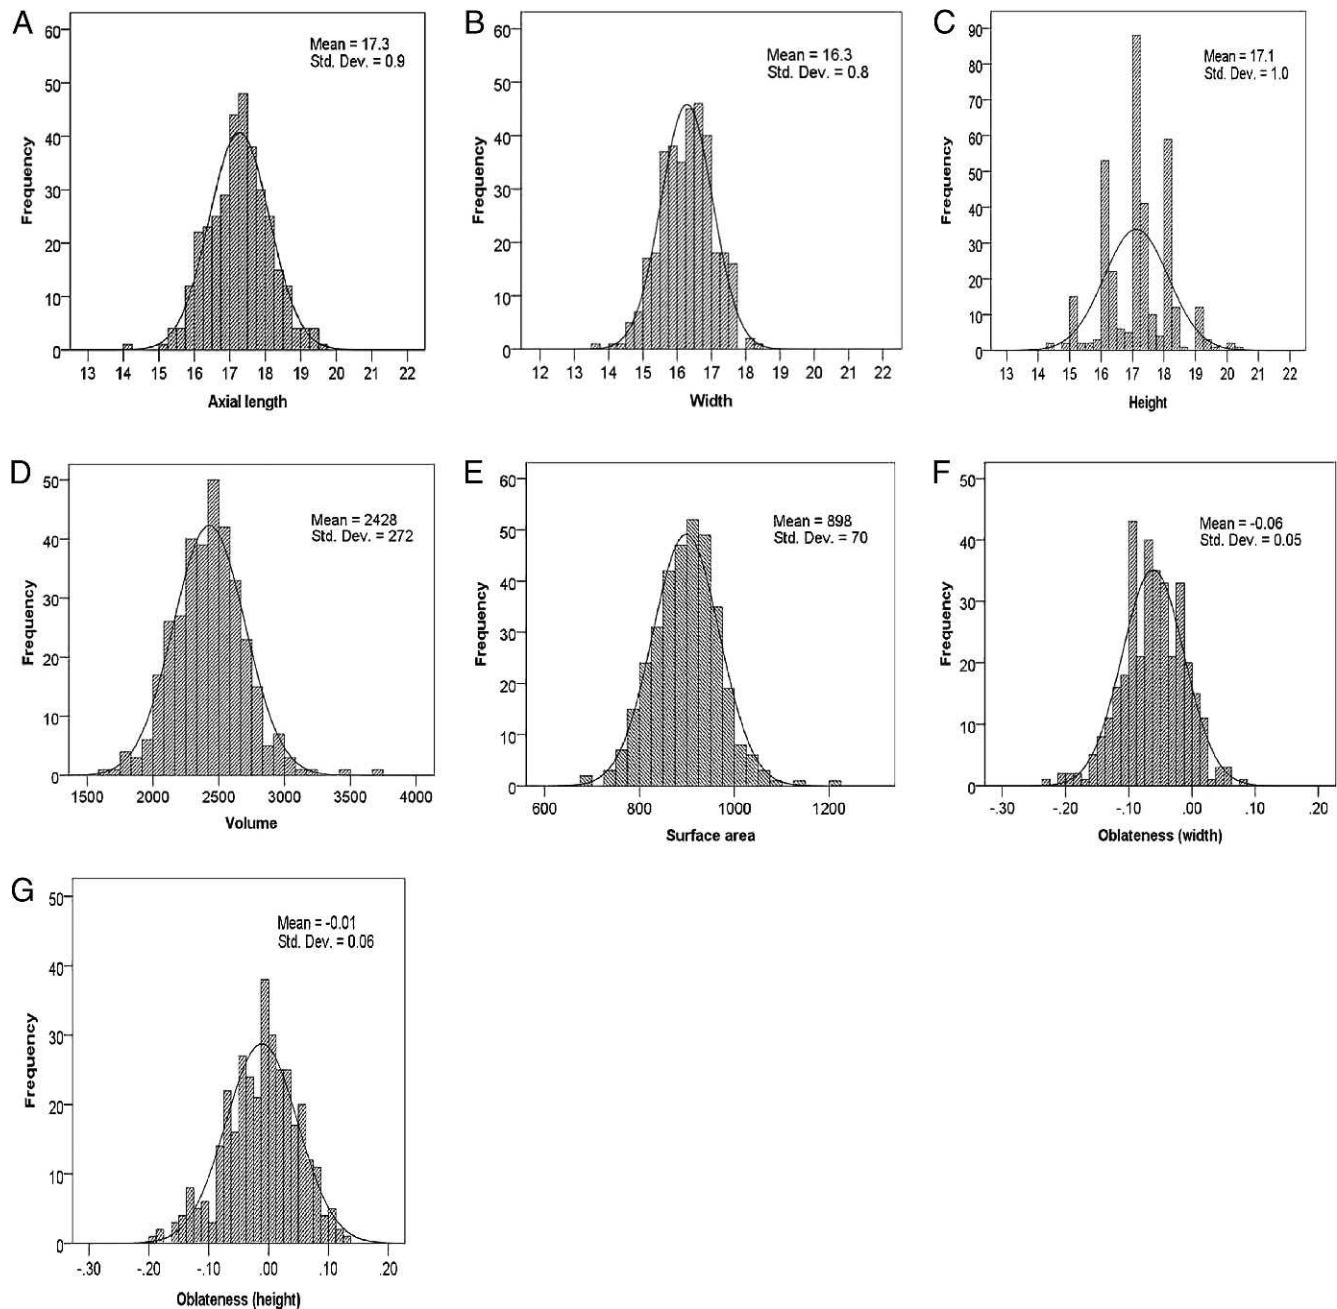 A
Mean = 17.3
Std. Dev. = 0.9
Frequency
60
50
40
30
20
10
0
13 14 15 16 17 18 19 20 21 22
Axial length
B
Mean = 16.3
Std. Dev. = 0.8
Frequency
60
50
40
30
20
10
0
12 13 14 15 16 17 18 19 20 21 22
Width
C
Mean = 17.1
Std. Dev. = 1.0
Frequency
90
80
70
60
50
40
30
20
10
0
13 14 15 16 17 18 19 20 21 22
Height
D
Mean = 2428
Std. Dev. = 272
Frequency
50
40
30
20
10
0
1500 2000 2500 3000 3500 4000
Volume
E
Mean = 898
Std. Dev. = 70
Frequency
60
50
40
30
20
10
0
600 800 1000 1200
Surface area
F
Mean = -0.06
Std. Dev. = 0.05
Frequency
50
40
30
20
10
0
-.30 -.20 -.10 .00 .10 .20
Oblateness (width)
G
Mean = -0.01
Std. Dev. = 0.06
Frequency
50
40
30
20
10
0
-.30 -.20 -.10 .00 .10 .20
Oblateness (height)